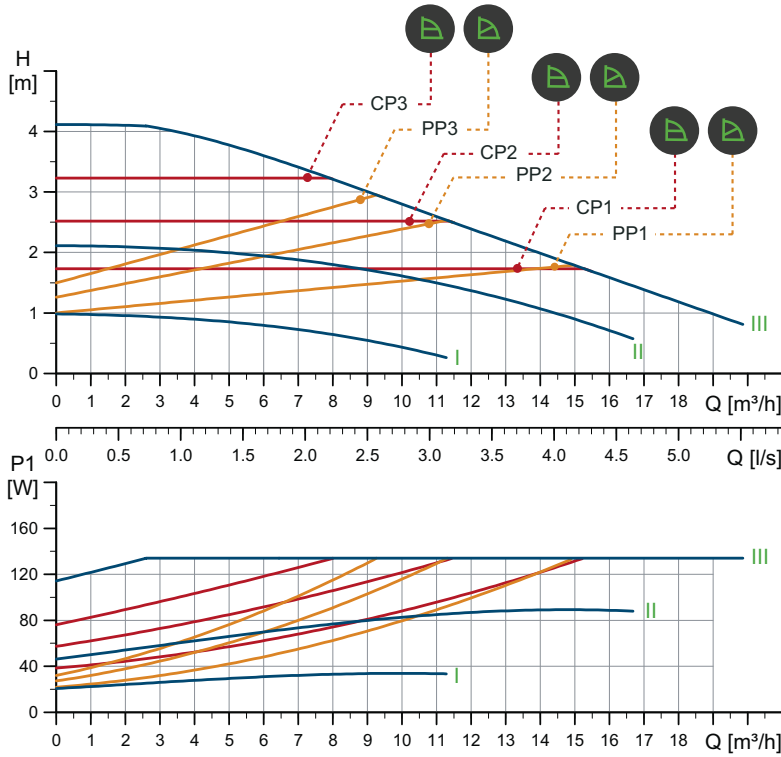 H
[m]
CP3
PP3
CP2
PP2
CP1
PP1
4
3
2
1
0
I
II
III
0 1 2 3 4 5 6 7 8 9 10 11 12 13 14 15 16 17 18 Q [m³/h]
0.0 0.5 1.0 1.5 2.0 2.5 3.0 3.5 4.0 4.5 5.0 Q [l/s]
P1
[W]
160
120
80
40
0
III
II
I
0 1 2 3 4 5 6 7 8 9 10 11 12 13 14 15 16 17 18 Q [m³/h]